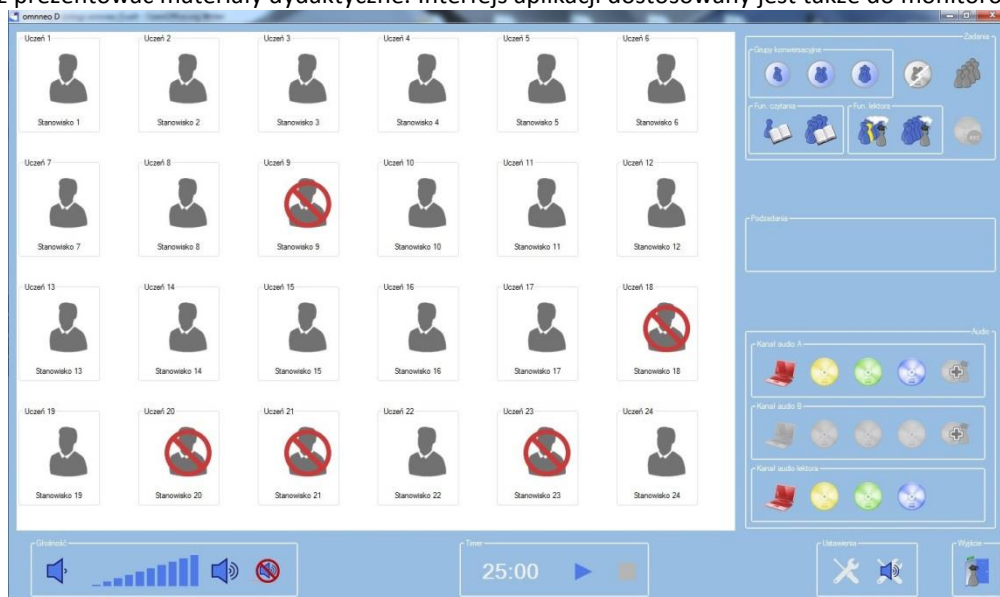 z prezentować materiały dydaktyczne. Interfejs aplikacji dostosowany jest także do monitoro
omnneo D
Uczeń 1 Uczeń 2 Uczeń 3 Uczeń 4 Uczeń 5 Uczeń 6
Stanowisko 1 Stanowisko 2 Stanowisko 3 Stanowisko 4 Stanowisko 5 Stanowisko 6
Uczeń 7 Uczeń 8 Uczeń 9 Uczeń 10 Uczeń 11 Uczeń 12
Stanowisko 7 Stanowisko 8 Stanowisko 9 Stanowisko 10 Stanowisko 11 Stanowisko 12
Uczeń 13 Uczeń 14 Uczeń 15 Uczeń 16 Uczeń 17 Uczeń 18
Stanowisko 13 Stanowisko 14 Stanowisko 15 Stanowisko 16 Stanowisko 17 Stanowisko 18
Uczeń 19 Uczeń 20 Uczeń 21 Uczeń 22 Uczeń 23 Uczeń 24
Stanowisko 19 Stanowisko 20 Stanowisko 21 Stanowisko 22 Stanowisko 23 Stanowisko 24
Zadania
Grupy konwersacyjne
Fun. czytania Fun. lektora
Podzadania
Audio
Kanał audio A
Kanał audio B
Kanał audio lektora
Głośność Timer Ustawienia Wyjście
25:00